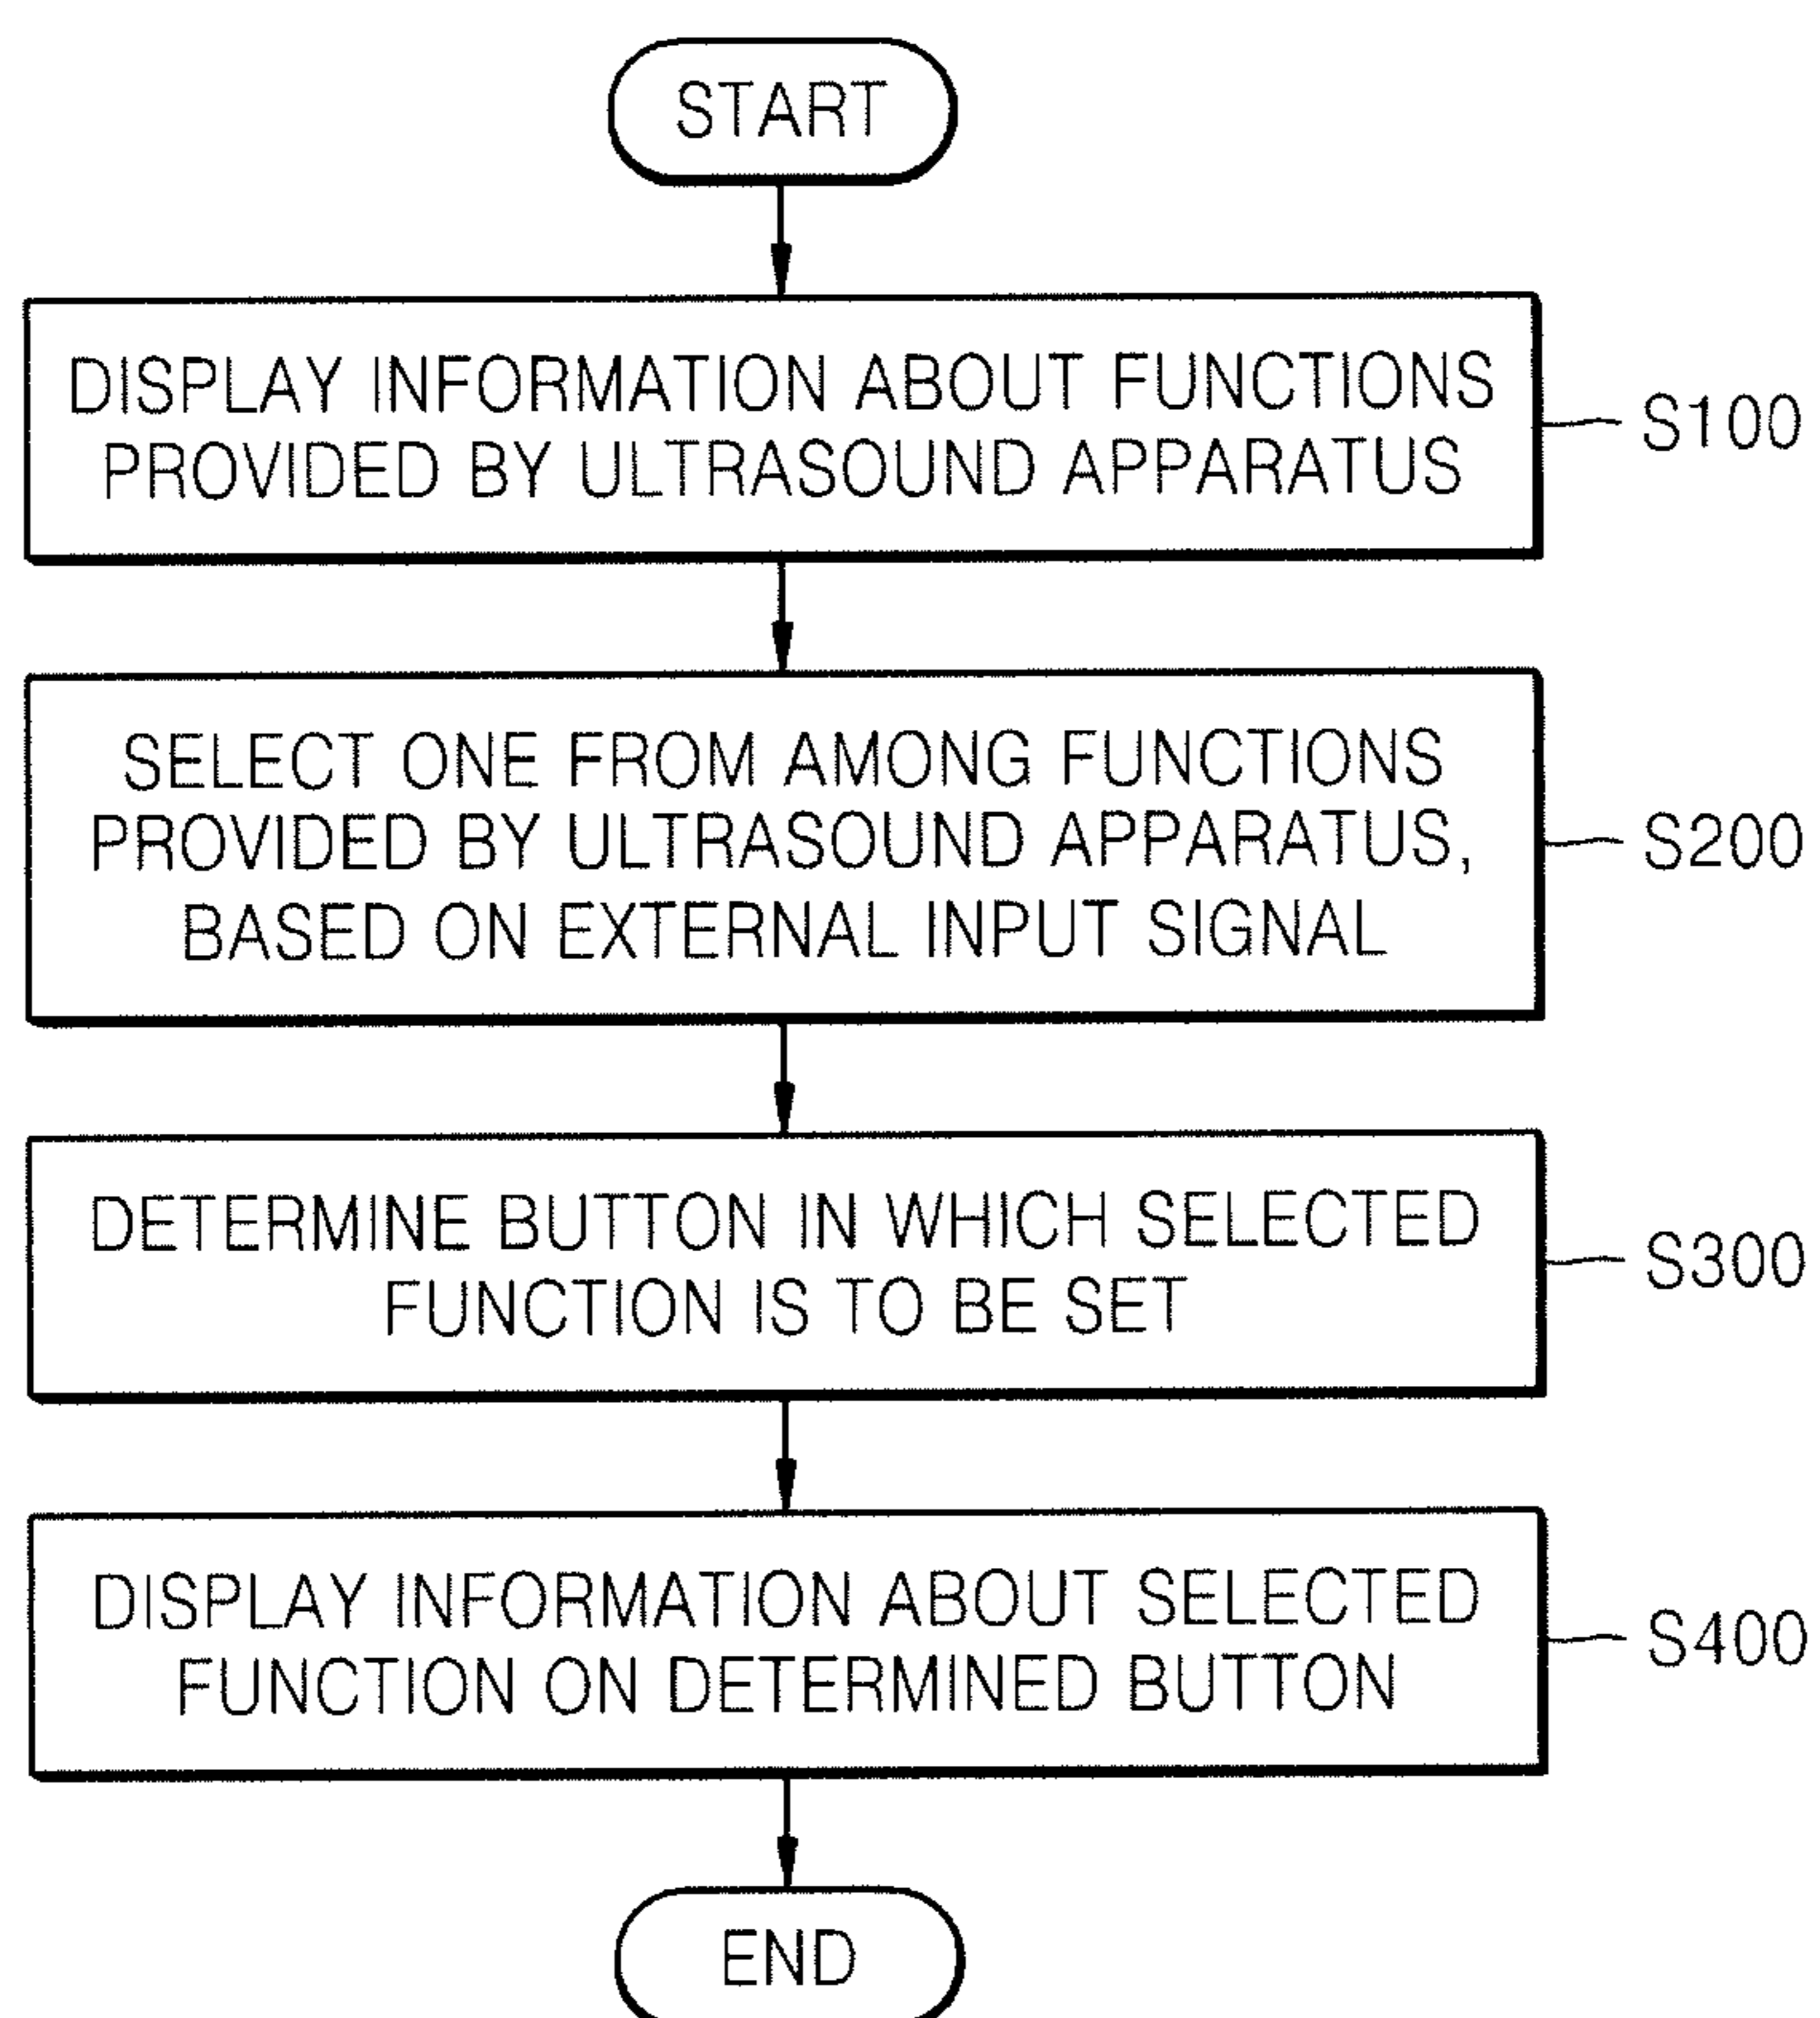 START
DISPLAY INFORMATION ABOUT FUNCTIONS
PROVIDED BY ULTRASOUND APPARATUS
S100
SELECT ONE FROM AMONG FUNCTIONS
PROVIDED BY ULTRASOUND APPARATUS,
BASED ON EXTERNAL INPUT SIGNAL
S200
DETERMINE BUTTON IN WHICH SELECTED
FUNCTION IS TO BE SET
S300
DISPLAY INFORMATION ABOUT SELECTED
FUNCTION ON DETERMINED BUTTON
S400
END